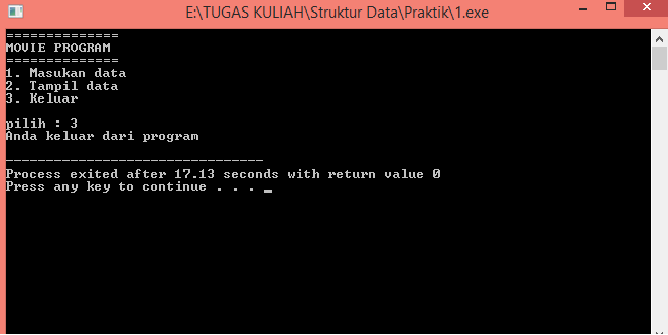 E:\TUGAS KULIAH\Struktur Data\Praktik\1.exe
==============
MOVIE PROGRAM
==============
1. Masukan data
2. Tampil data
3. Keluar
pilih : 3
Anda keluar dari program
--------------------------------
Process exited after 17.13 seconds with return value 0
Press any key to continue . . . _